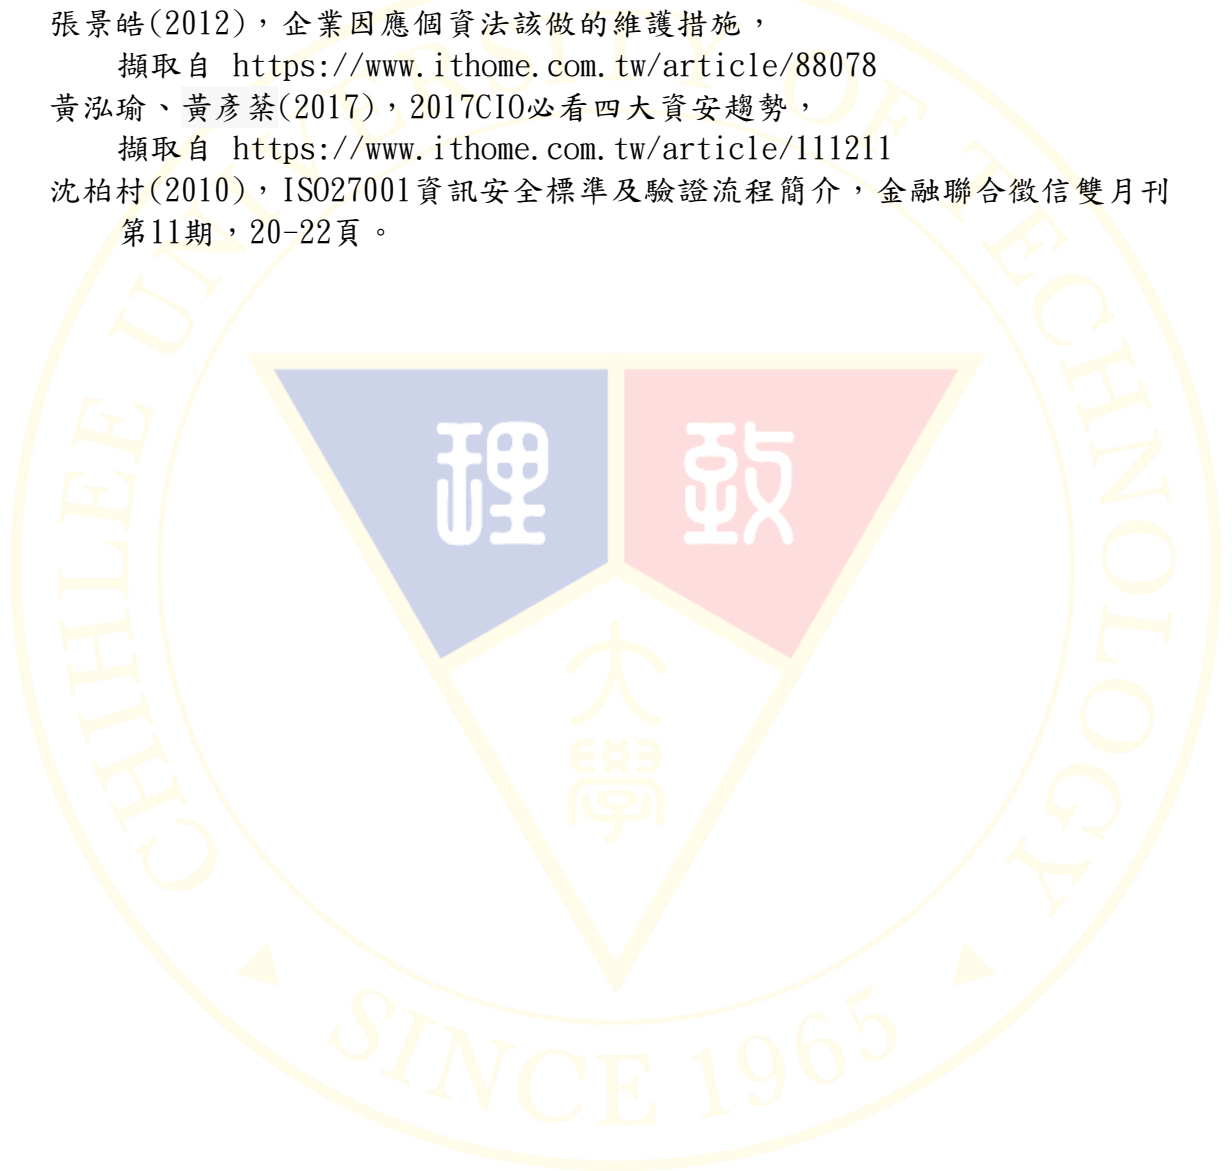 張景皓(2012)，企業因應個資法該做的維護措施，
擷取自 https://www.ithome.com.tw/article/88078
黃泓瑜、黃彥棻(2017)，2017CIO必看四大資安趨勢，
擷取自 https://www.ithome.com.tw/article/111211
沈柏村(2010)，ISO27001資訊安全標準及驗證流程簡介，金融聯合徵信雙月刊
第11期，20-22頁。
CHIHLEE UNIVERSITY OF TECHNOLOGY
理 致
大
學
SINCE 1965